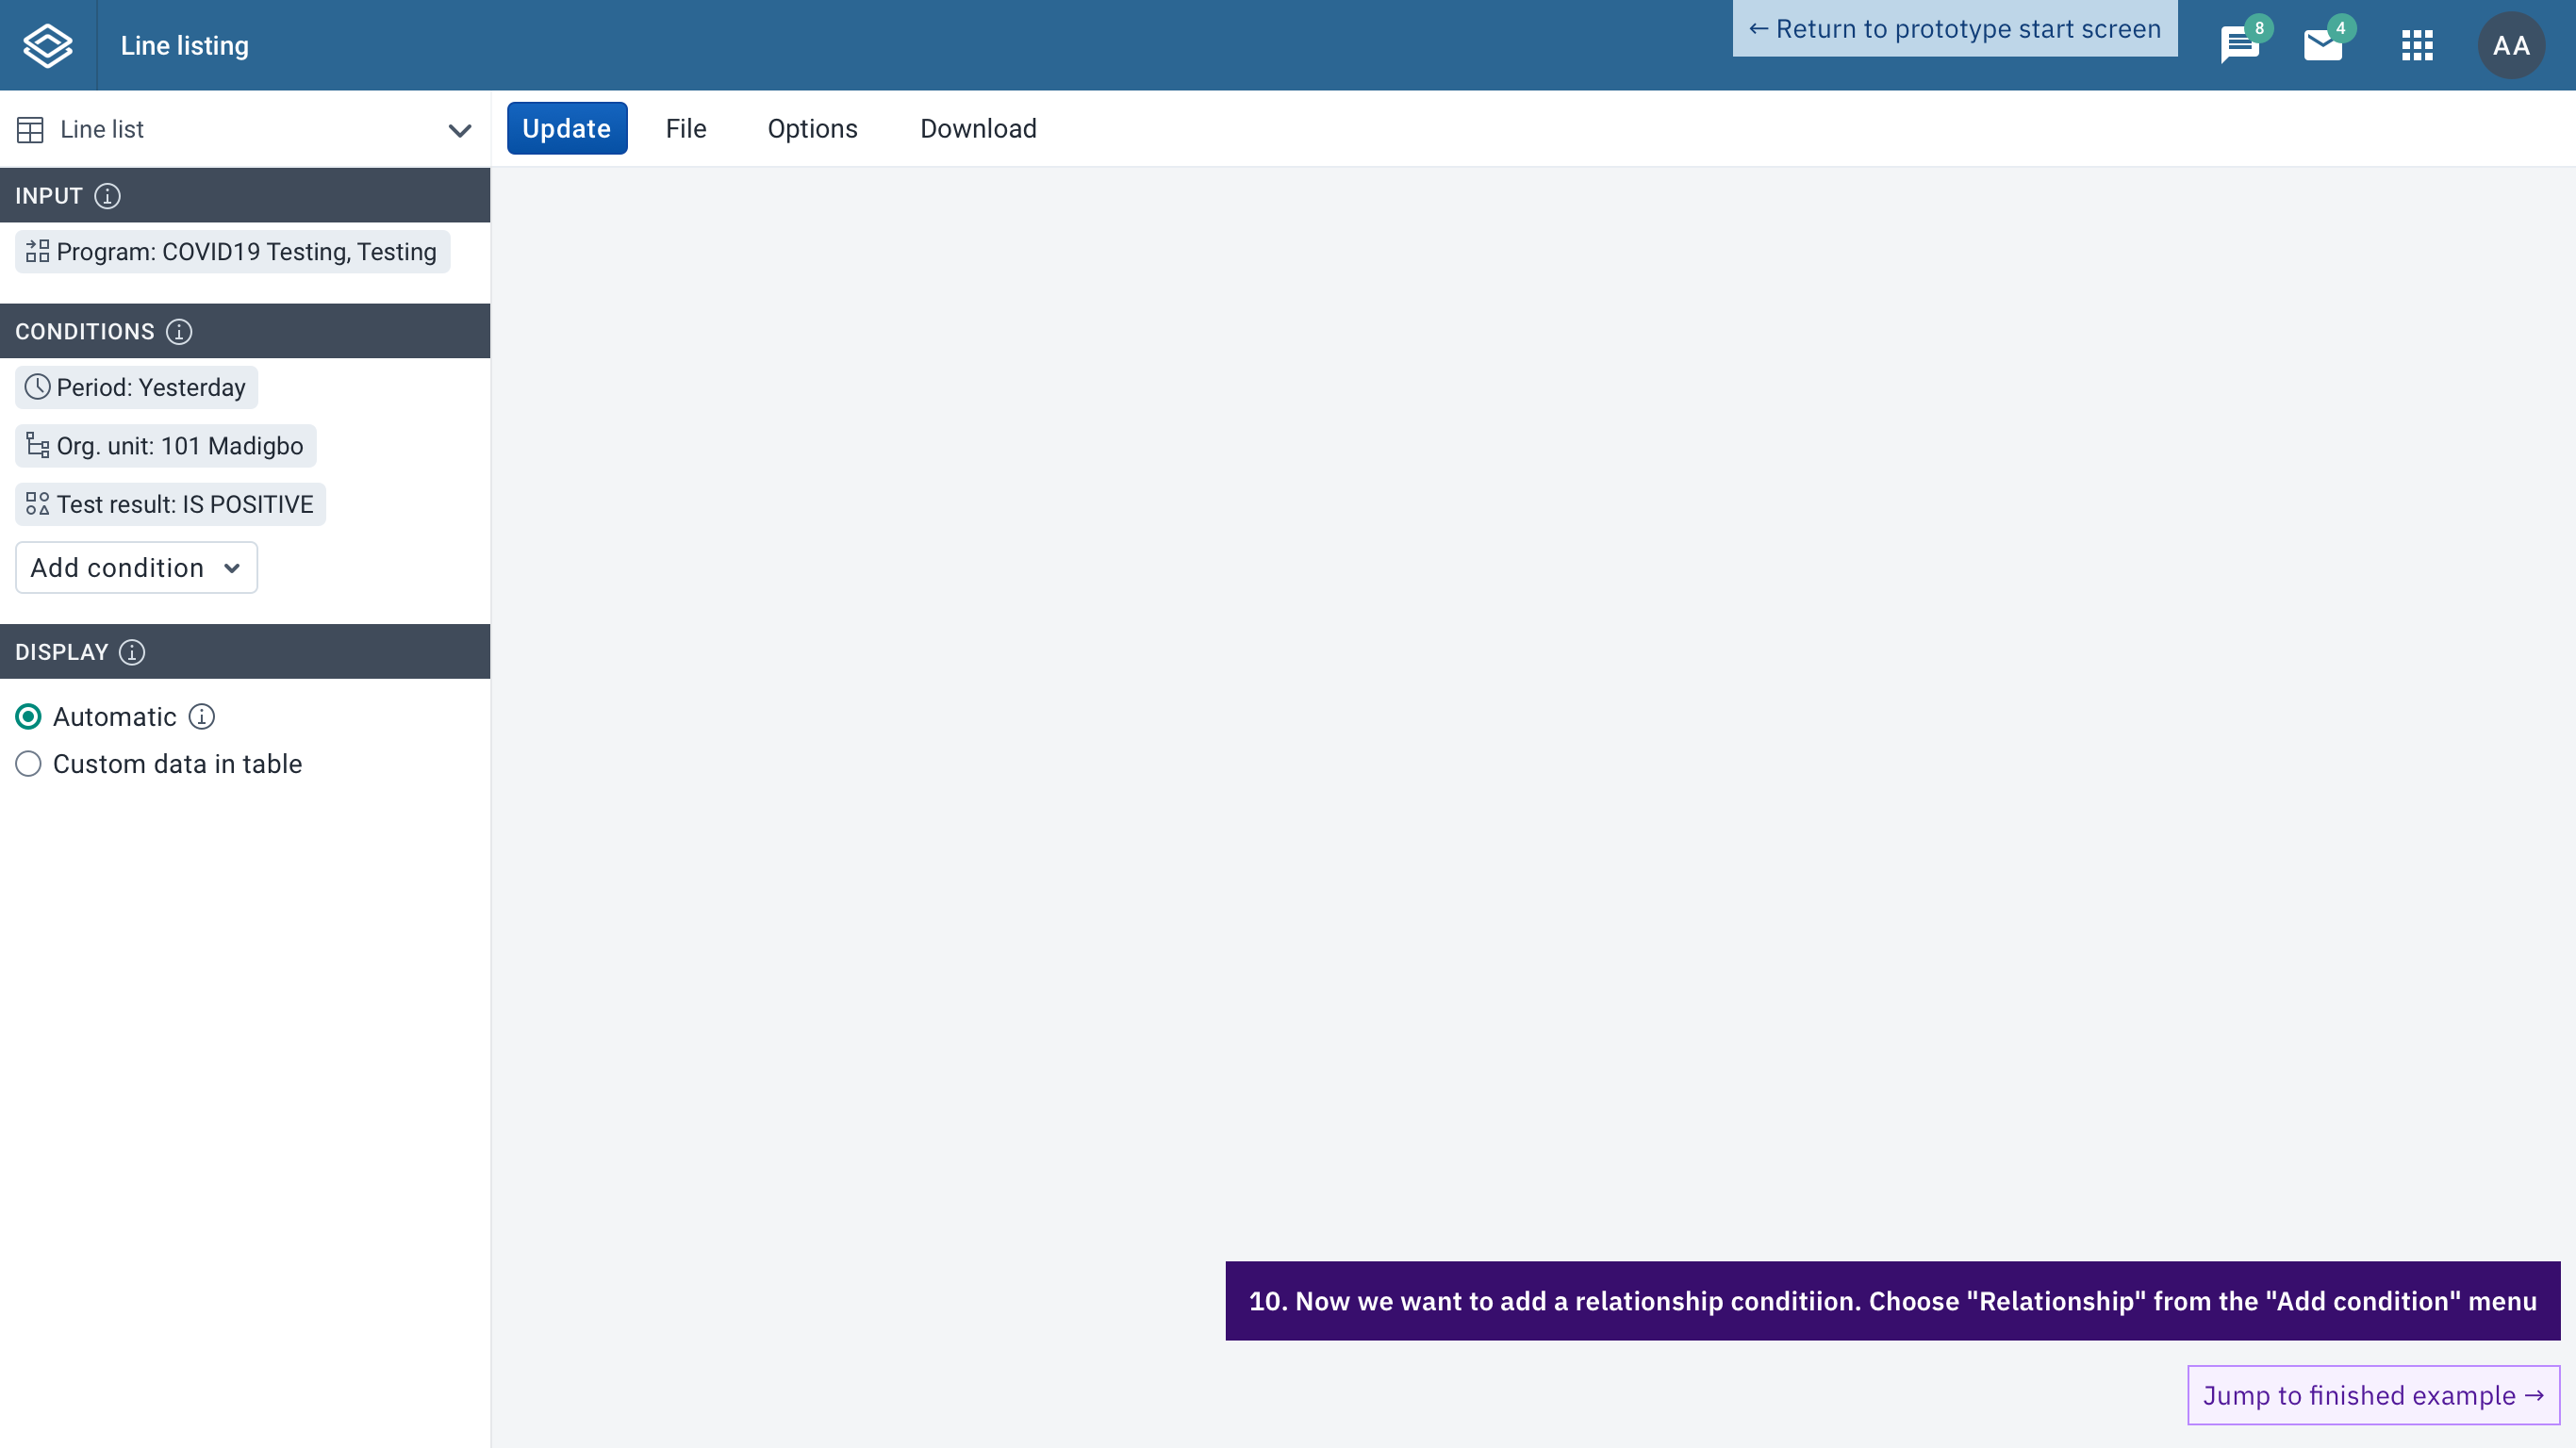 Line listing
← Return to prototype start screen
8
4
AA
Line list
Update
File
Options
Download
INPUT
Program: COVID19 Testing, Testing
CONDITIONS
Period: Yesterday
Org. unit: 101 Madigbo
Test result: IS POSITIVE
Add condition
DISPLAY
Automatic
Custom data in table
10. Now we want to add a relationship conditiion. Choose "Relationship" from the "Add condition" menu
Jump to finished example →